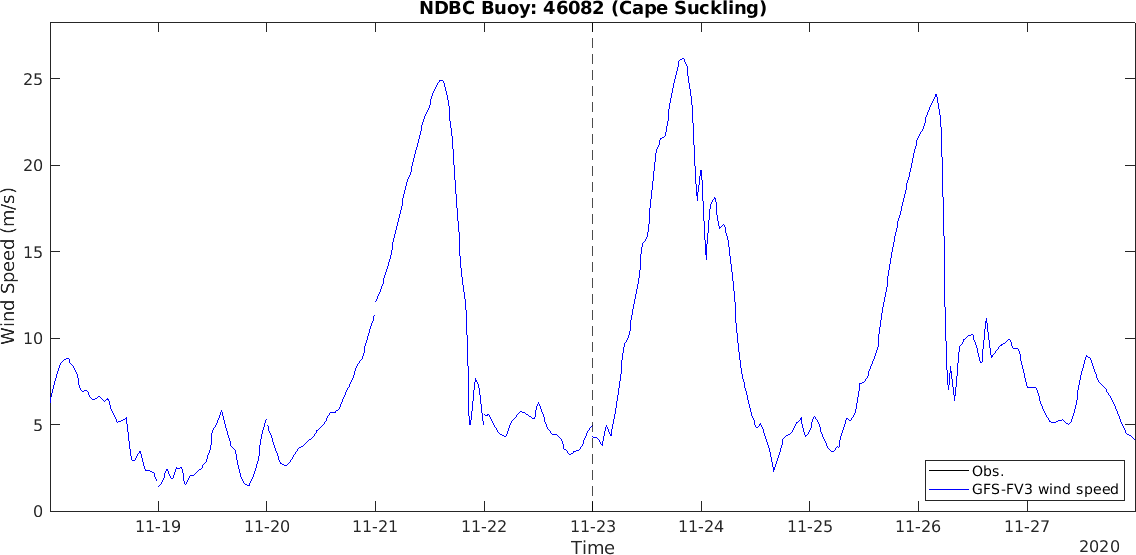 NDBC Buoy: 46082 (Cape Suckling)
25
20
15
10
5
0
Wind Speed (m/s)
11-19 11-20 11-21 11-22 11-23 11-24 11-25 11-26 11-27
Time
2020
Obs.
GFS-FV3 wind speed